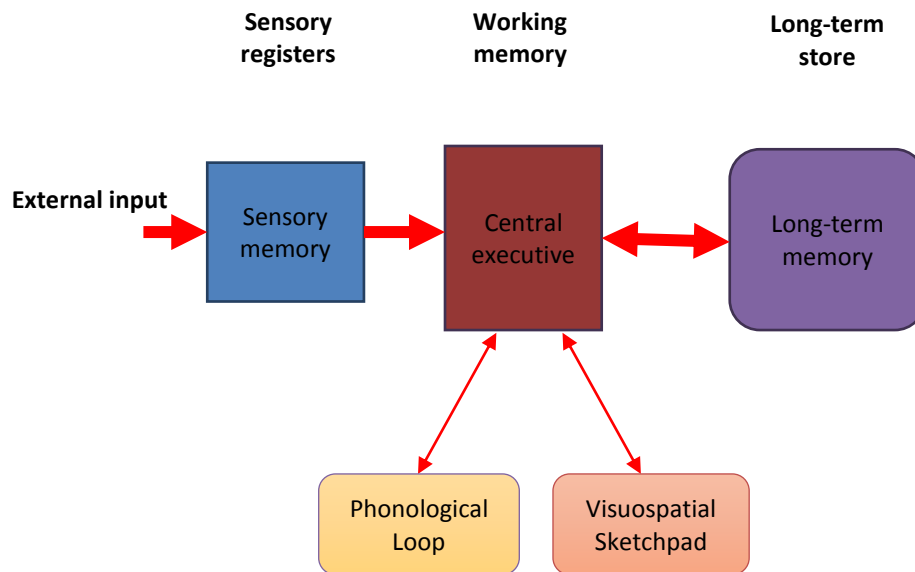 Sensory
registers
Working
memory
Long-term
store
External input
Sensory
memory
Central
executive
Long-term
memory
Phonological
Loop
Visuospatial
Sketchpad